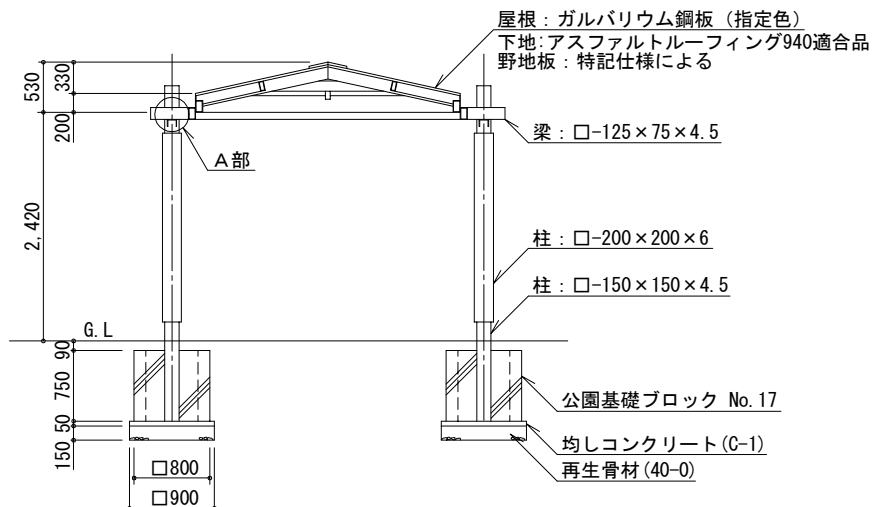 屋根：ガルバリウム鋼板（指定色）
下地:アスファルトルーフィング940適合品
野地板：特記仕様による
530
330
200
梁：□-125×75×4.5
A部
2,420
柱：□-200×200×6
柱：□-150×150×4.5
G.L
90
750
公園基礎ブロック No.17
50
均しコンクリート(C-1)
150
再生骨材(40-0)
□800
□900